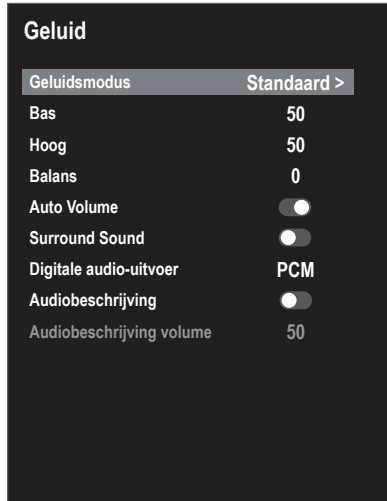 Geluid
Geluidsmodus Standaard >
Bas 50
Hoog 50
Balans 0
Auto Volume
Surround Sound
Digitale audio-uitvoer PCM
Audiobeschrijving
Audiobeschrijving volume 50